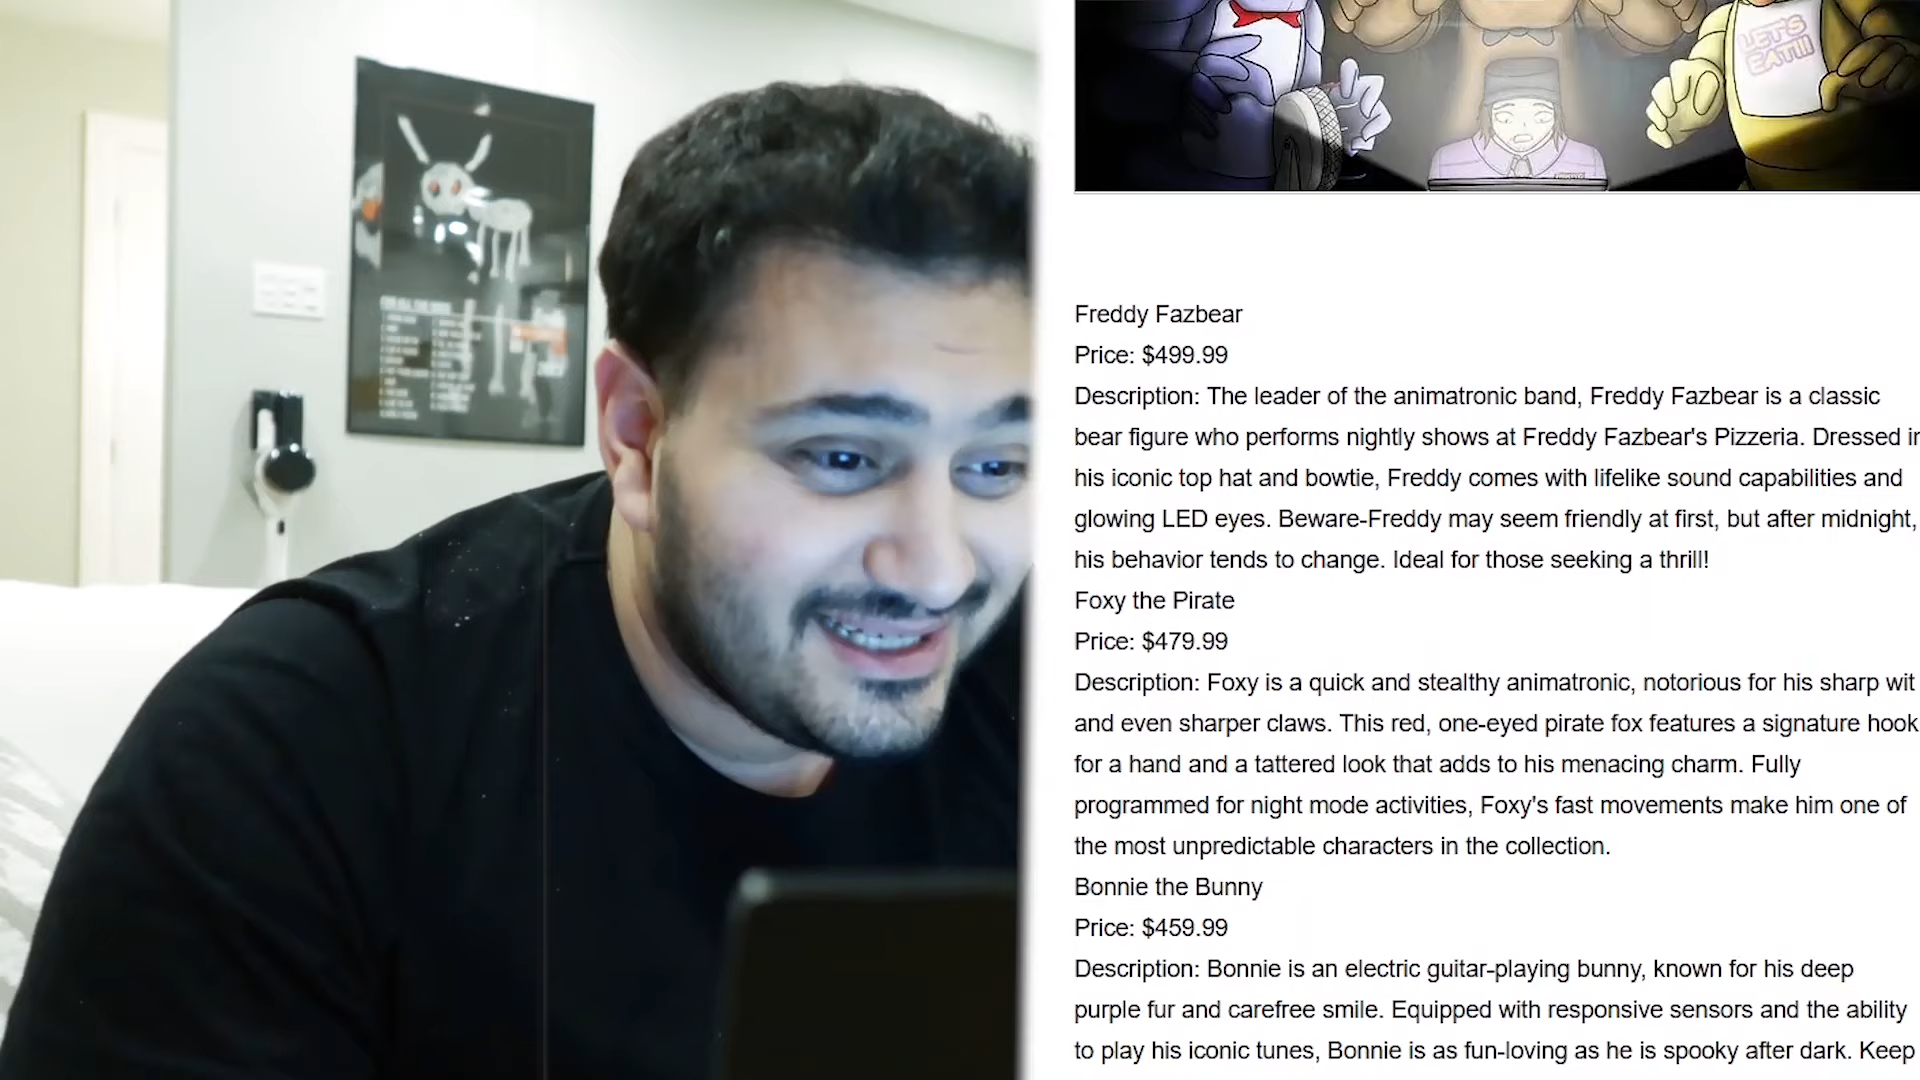 LET'S
EAT!!!
Freddy Fazbear
Price: $499.99
Description: The leader of the animatronic band, Freddy Fazbear is a classic
bear figure who performs nightly shows at Freddy Fazbear's Pizzeria. Dressed in
his iconic top hat and bowtie, Freddy comes with lifelike sound capabilities and
glowing LED eyes. Beware-Freddy may seem friendly at first, but after midnight,
his behavior tends to change. Ideal for those seeking a thrill!
Foxy the Pirate
Price: $479.99
Description: Foxy is a quick and stealthy animatronic, notorious for his sharp wit
and even sharper claws. This red, one-eyed pirate fox features a signature hook
for a hand and a tattered look that adds to his menacing charm. Fully
programmed for night mode activities, Foxy's fast movements make him one of
the most unpredictable characters in the collection.
Bonnie the Bunny
Price: $459.99
Description: Bonnie is an electric guitar-playing bunny, known for his deep
purple fur and carefree smile. Equipped with responsive sensors and the ability
to play his iconic tunes, Bonnie is as fun-loving as he is spooky after dark. Keep